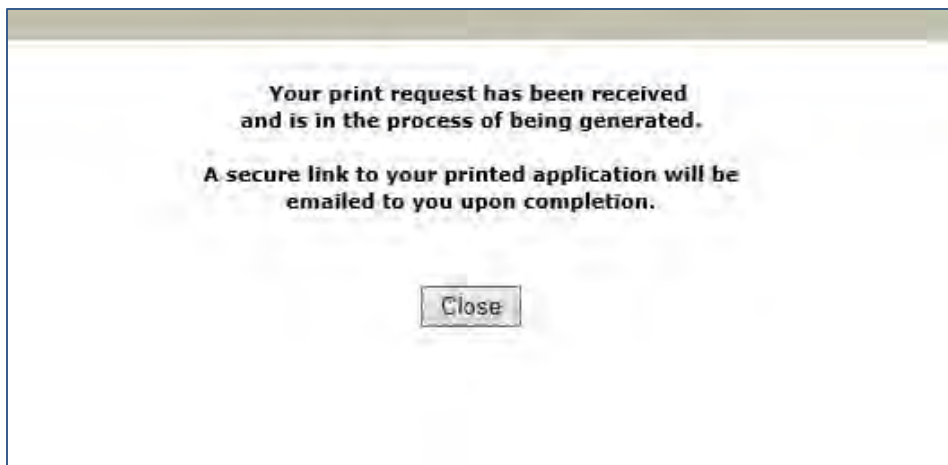 Your print request has been received
and is in the process of being generated.
A secure link to your printed application will be
emailed to you upon completion.
Close